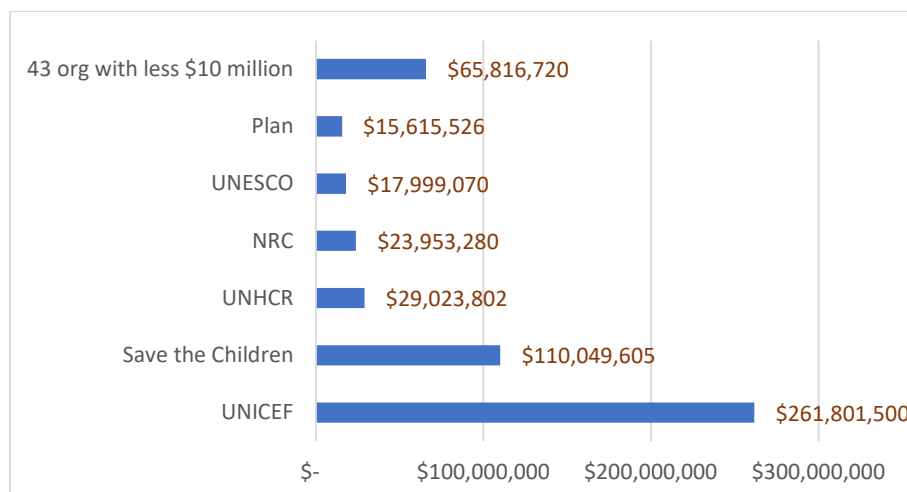 43 org with less $10 million $65,816,720
Plan $15,615,526
UNESCO $17,999,070
NRC $23,953,280
UNHCR $29,023,802
Save the Children $110,049,605
UNICEF $261,801,500
$- $100,000,000 $200,000,000 $300,000,000